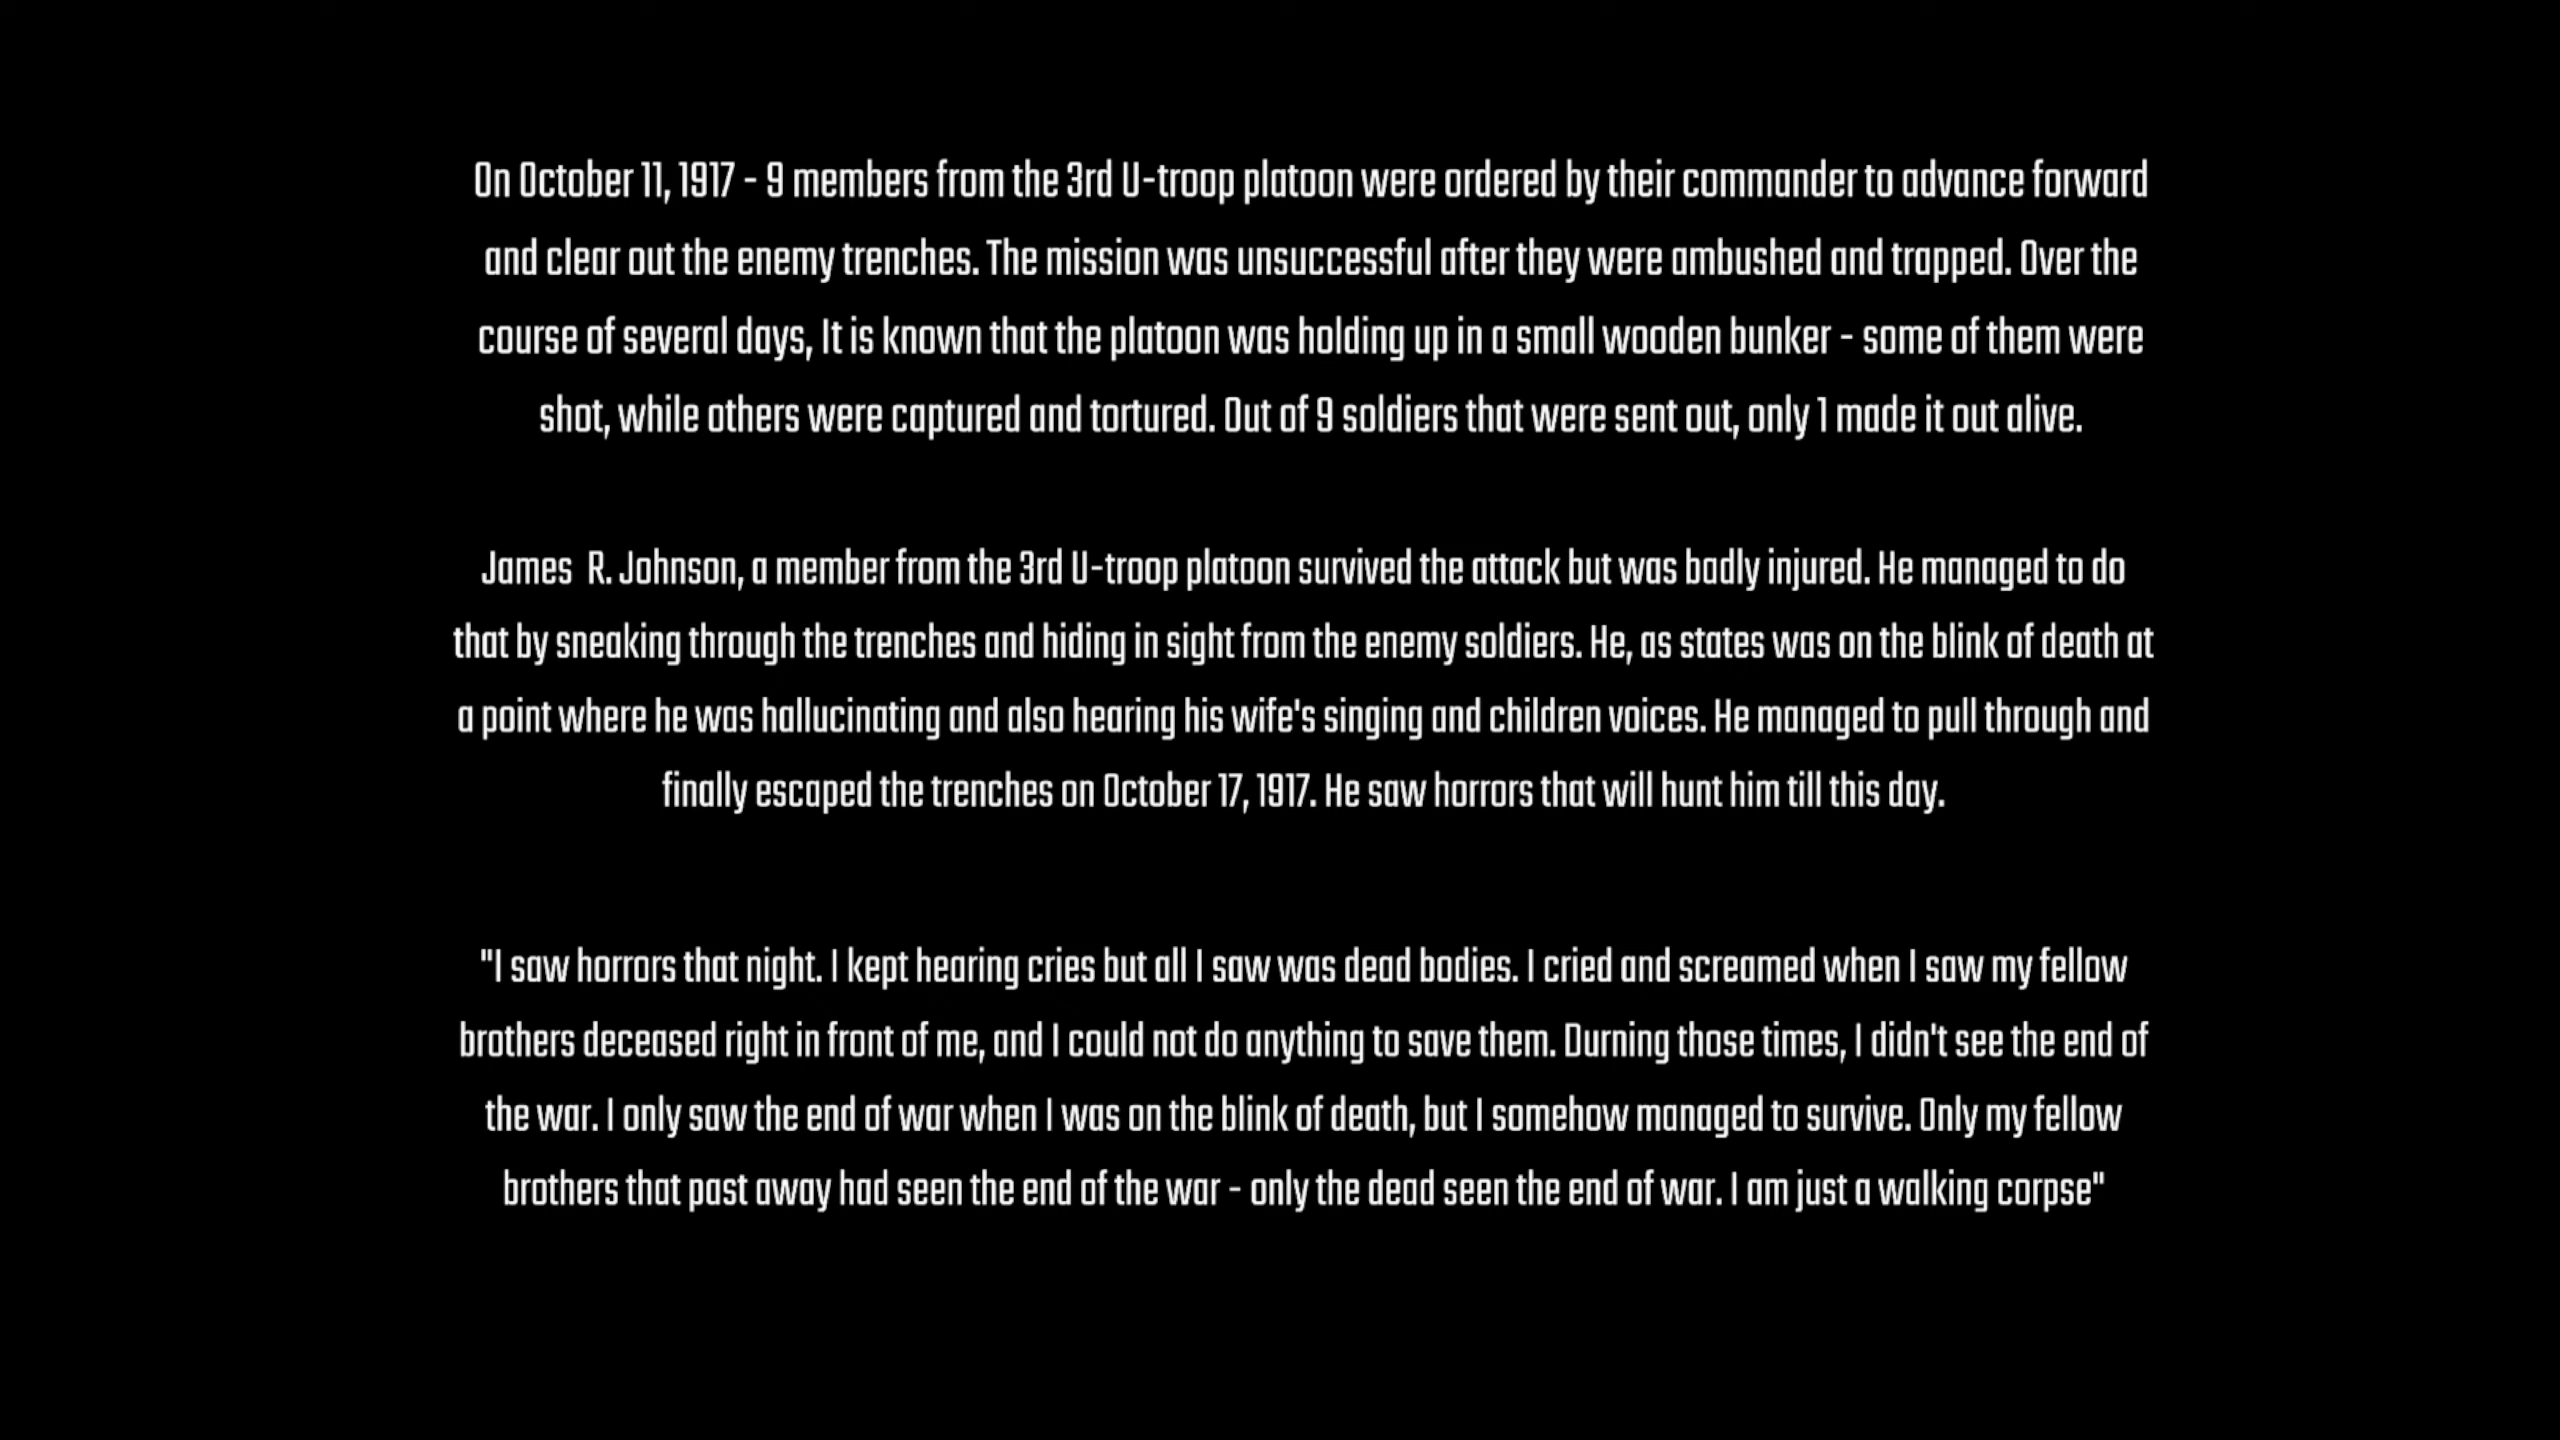 On October 11, 1917 - 9 members from the 3rd U-troop platoon were ordered by their commander to advance forward
and clear out the enemy trenches. The mission was unsuccessful after they were ambushed and trapped. Over the
course of several days, It is known that the platoon was holding up in a small wooden bunker - some of them were
shot, while others were captured and tortured. Out of 9 soldiers that were sent out, only 1 made it out alive.
James  R. Johnson, a member from the 3rd U-troop platoon survived the attack but was badly injured. He managed to do
that by sneaking through the trenches and hiding in sight from the enemy soldiers. He, as states was on the blink of death at
a point where he was hallucinating and also hearing his wife's singing and children voices. He managed to pull through and
finally escaped the trenches on October 17, 1917. He saw horrors that will hunt him till this day.
"I saw horrors that night. I kept hearing cries but all I saw was dead bodies. I cried and screamed when I saw my fellow
brothers deceased right in front of me, and I could not do anything to save them. Durning those times, I didn't see the end of
the war. I only saw the end of war when I was on the blink of death, but I somehow managed to survive. Only my fellow
brothers that past away had seen the end of the war - only the dead seen the end of war. I am just a walking corpse"